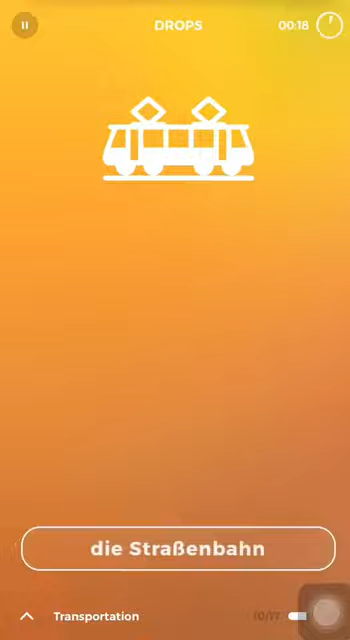 DROPS
00:18
die Straßenbahn
Transportation
10/17